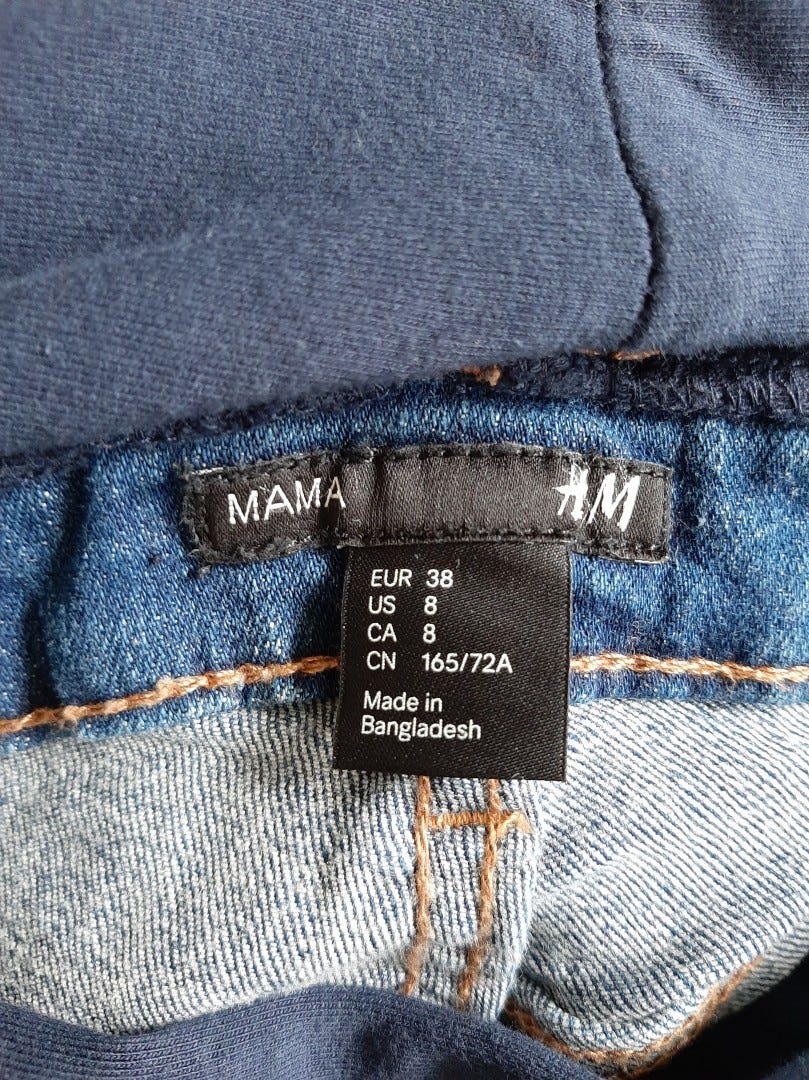 MAMA H&M
EUR 38
US 8
CA 8
CN 165/72A
Made in
Bangladesh